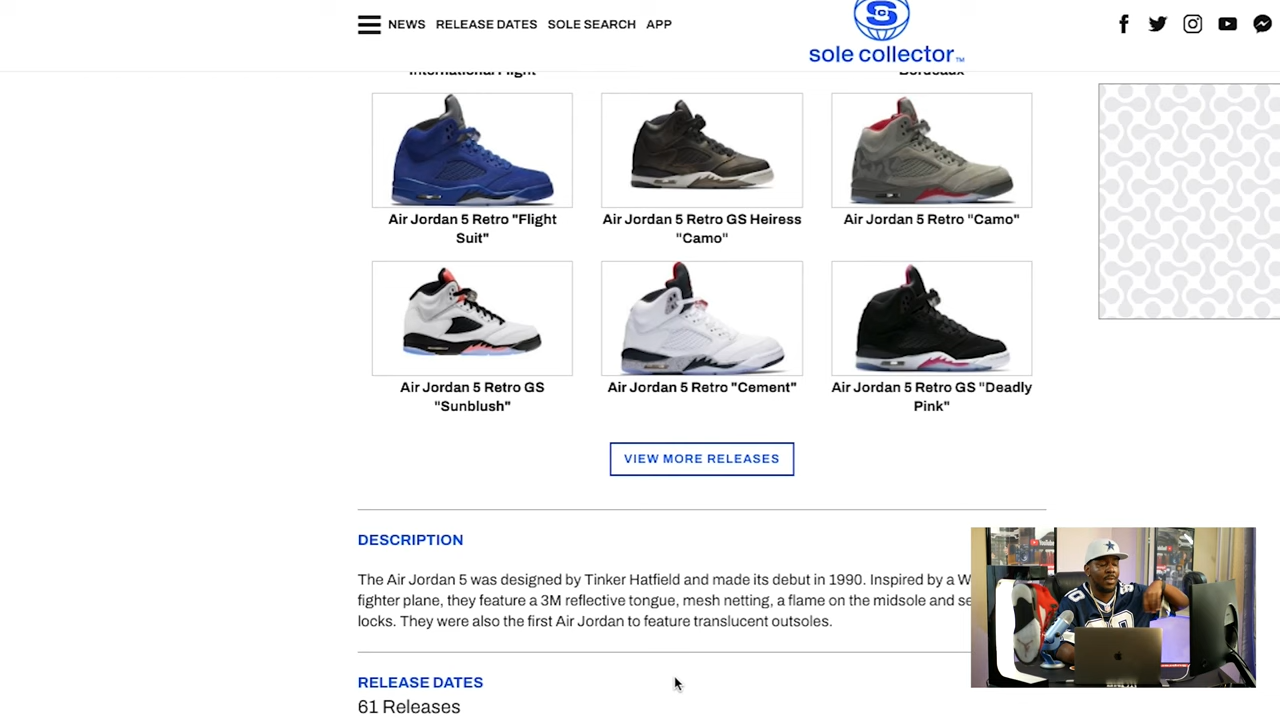 NEWS RELEASE DATES SOLE SEARCH APP
S
sole collector™
Air Jordan 5 Retro "Flight
Suit"
Air Jordan 5 Retro GS Heiress
"Camo"
Air Jordan 5 Retro "Camo"
Air Jordan 5 Retro GS
"Sunblush"
Air Jordan 5 Retro "Cement"
Air Jordan 5 Retro GS "Deadly
Pink"
VIEW MORE RELEASES
DESCRIPTION
The Air Jordan 5 was designed by Tinker Hatfield and made its debut in 1990. Inspired by a W
fighter plane, they feature a 3M reflective tongue, mesh netting, a flame on the midsole and se
locks. They were also the first Air Jordan to feature translucent outsoles.
RELEASE DATES
61 Releases